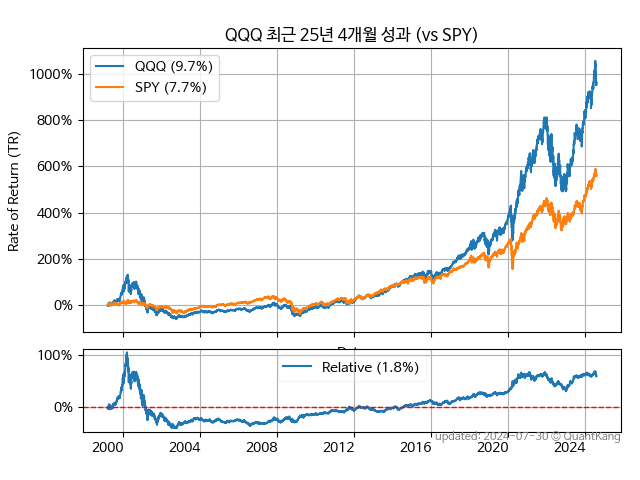 QQQ 최근 25년 4개월 성과 (vs SPY)
QQQ (9.7%)
SPY (7.7%)
Rate of Return (TR)
1000%
800%
600%
400%
200%
0%
Relative (1.8%)
100%
0%
2000 2004 2008 2012 2016 2020 2024
updated: 2024-07-30 © QuantKang